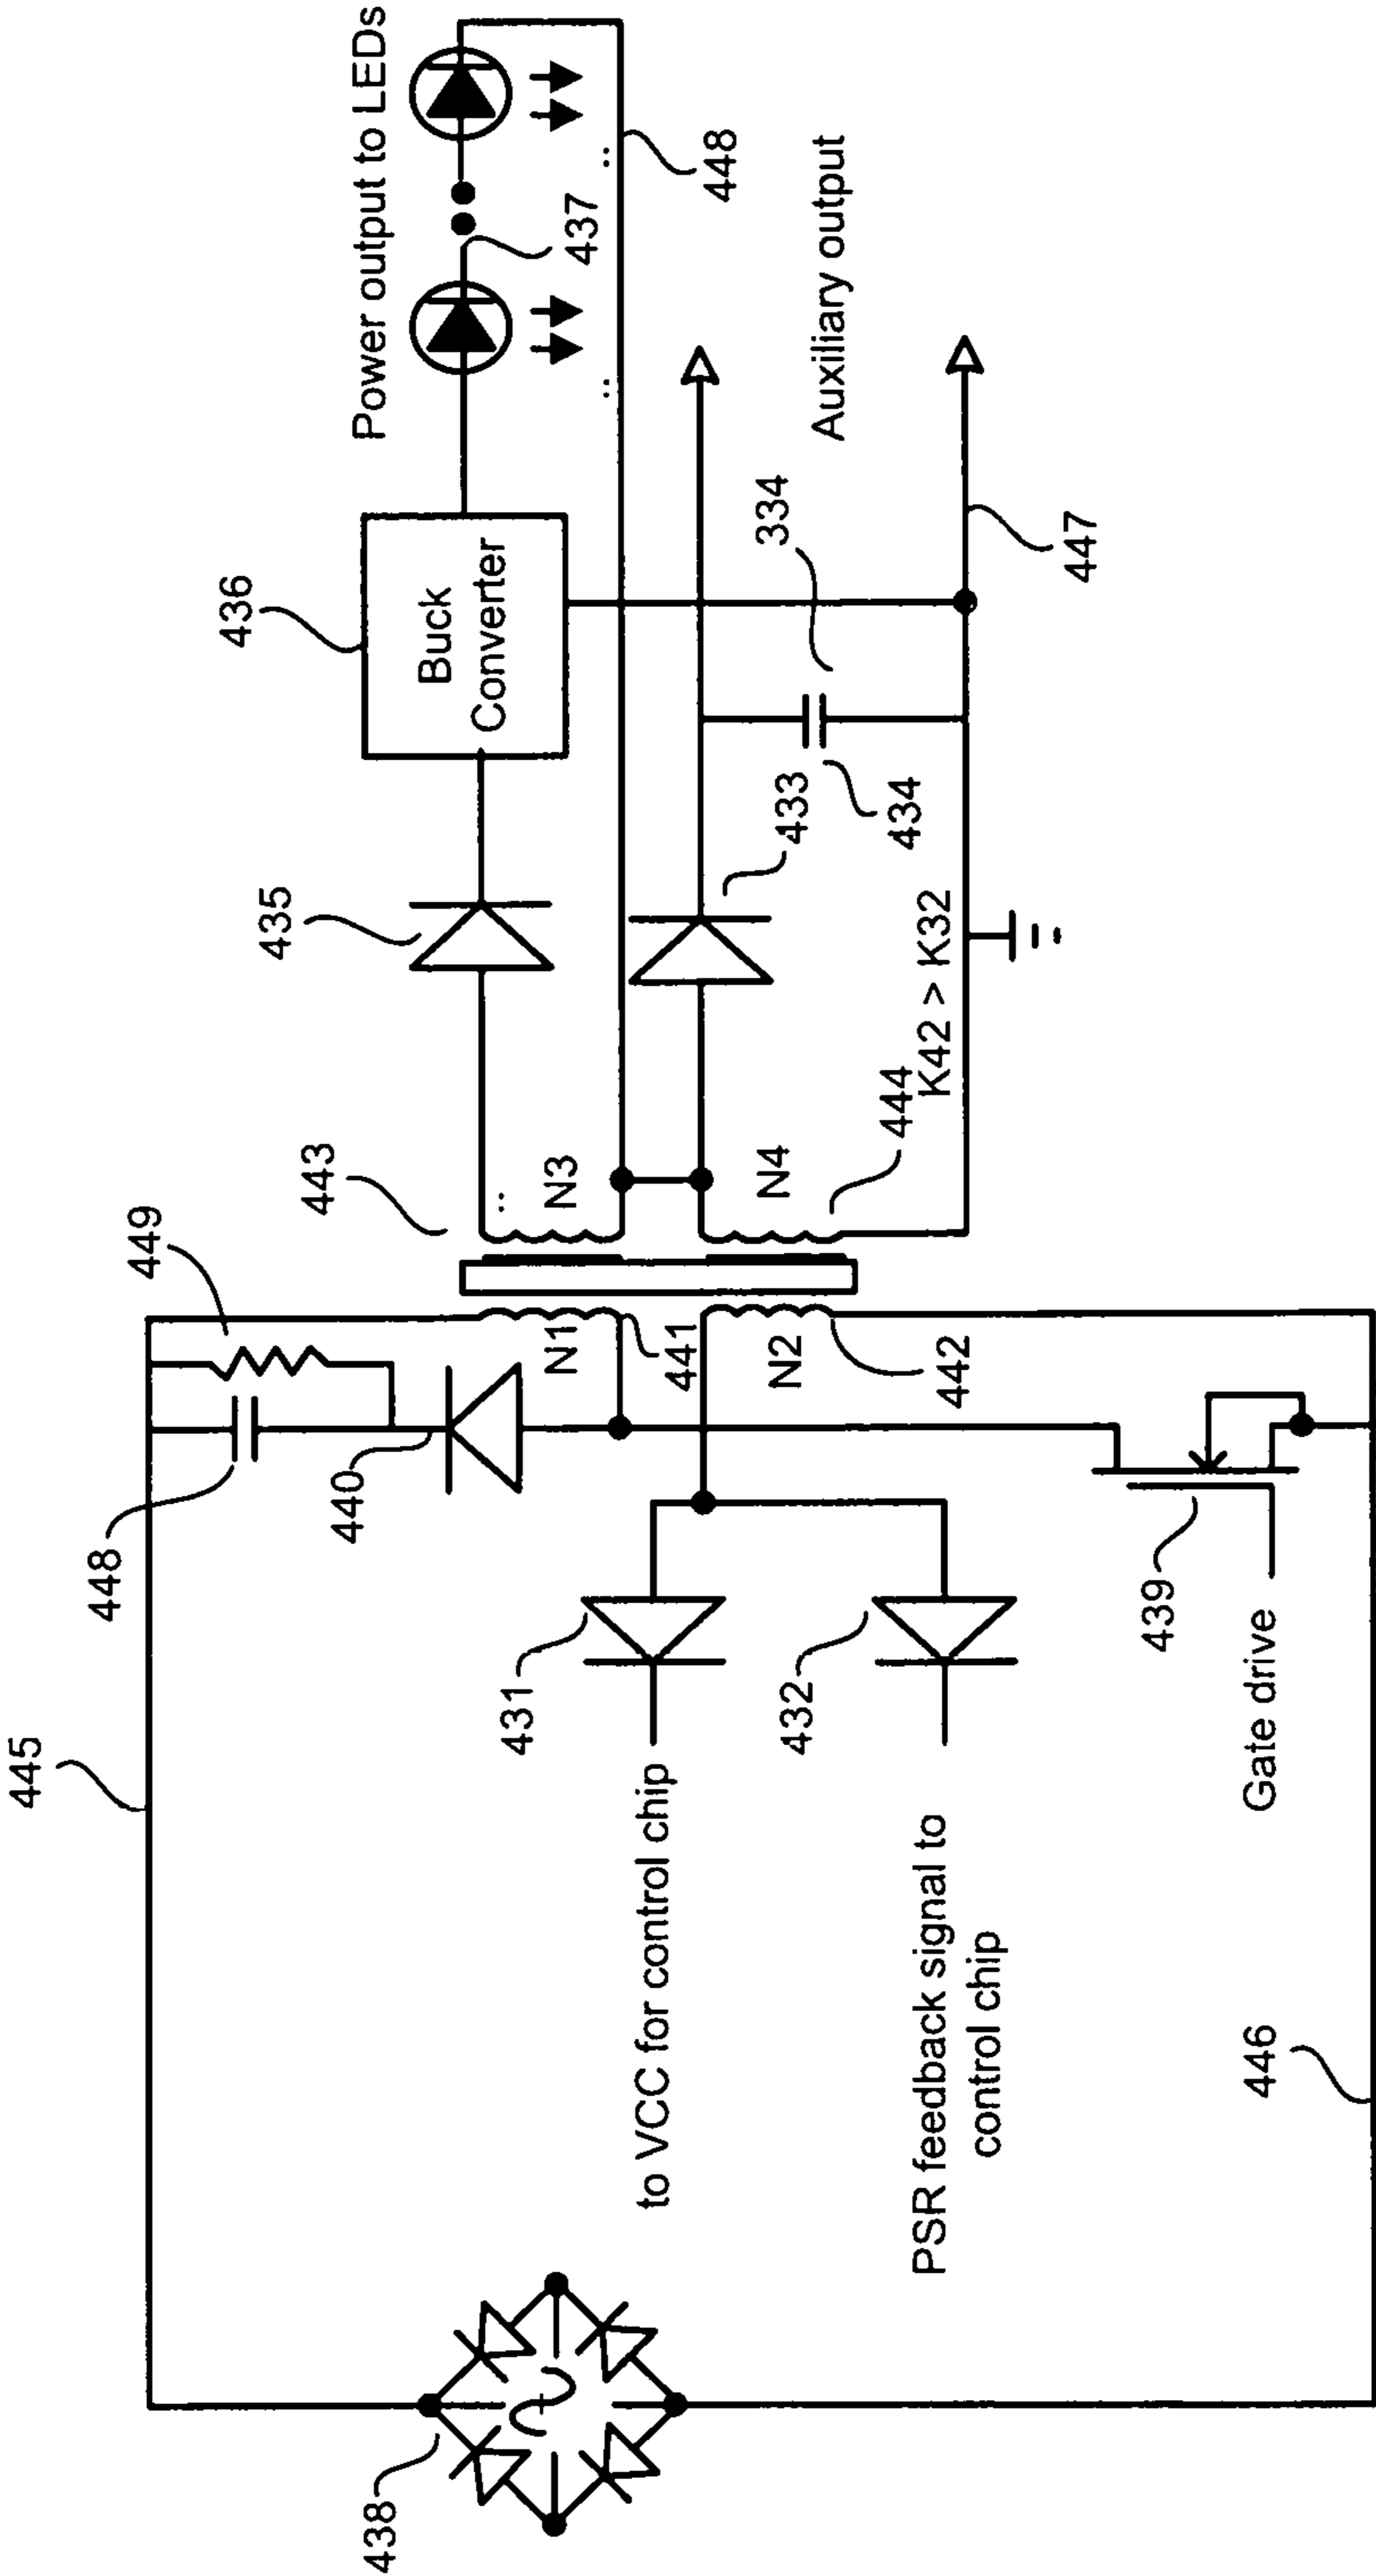 445
449
448
440
443
435
436
Power output to LEDs
Buck
Converter
437
438
431
to VCC for control chip
N1
N3
441
448
433
334
434
Auxiliary output
432
PSR feedback signal to
control chip
N2
N4
442
444
K42 > K32
447
439
Gate drive
446